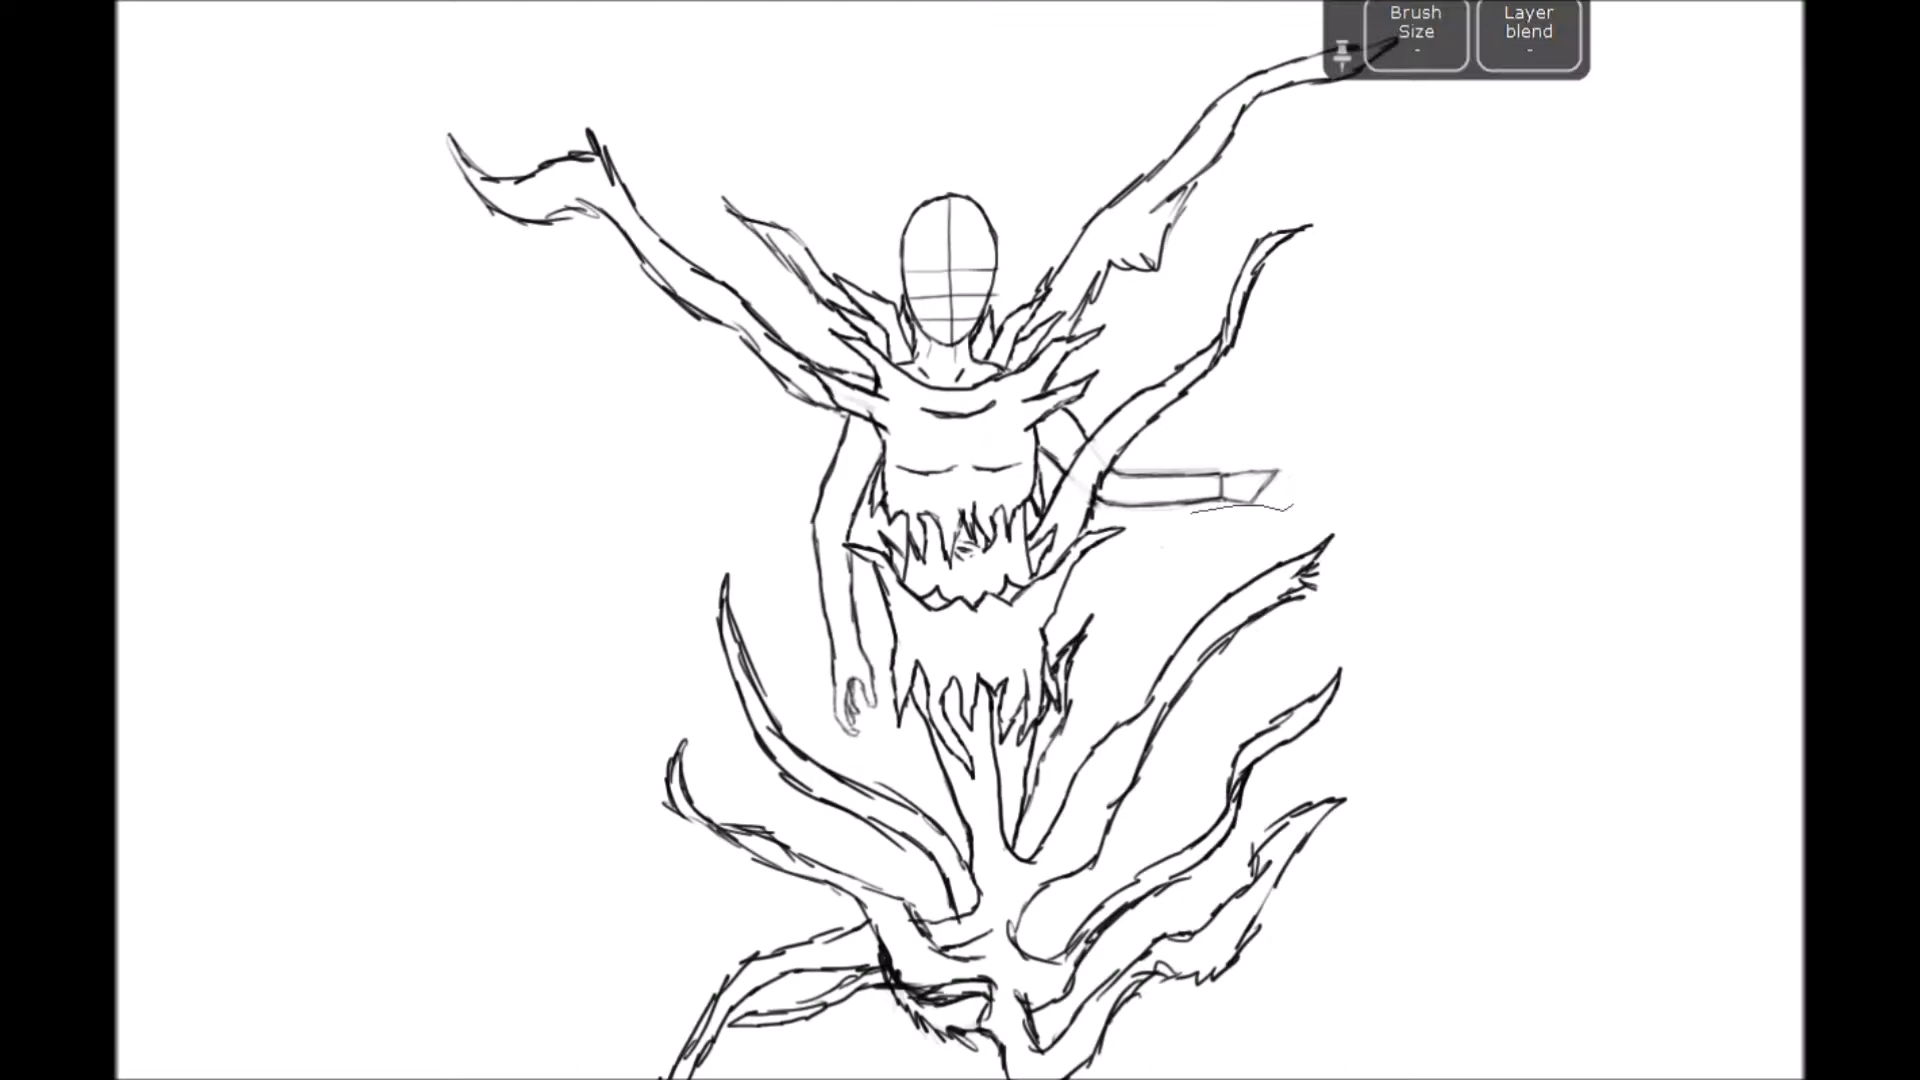 Brush
Size
-
Layer
blend
-